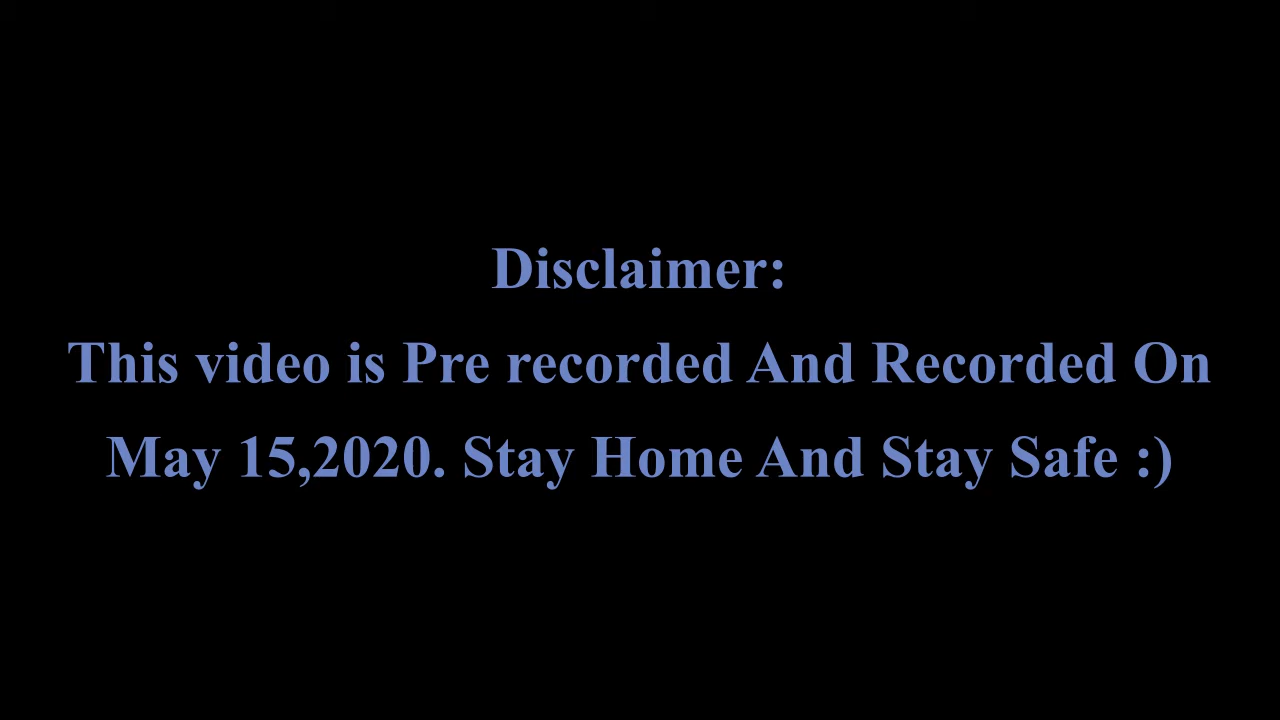 Disclaimer:
This video is Pre recorded And Recorded On
May 15,2020. Stay Home And Stay Safe :)